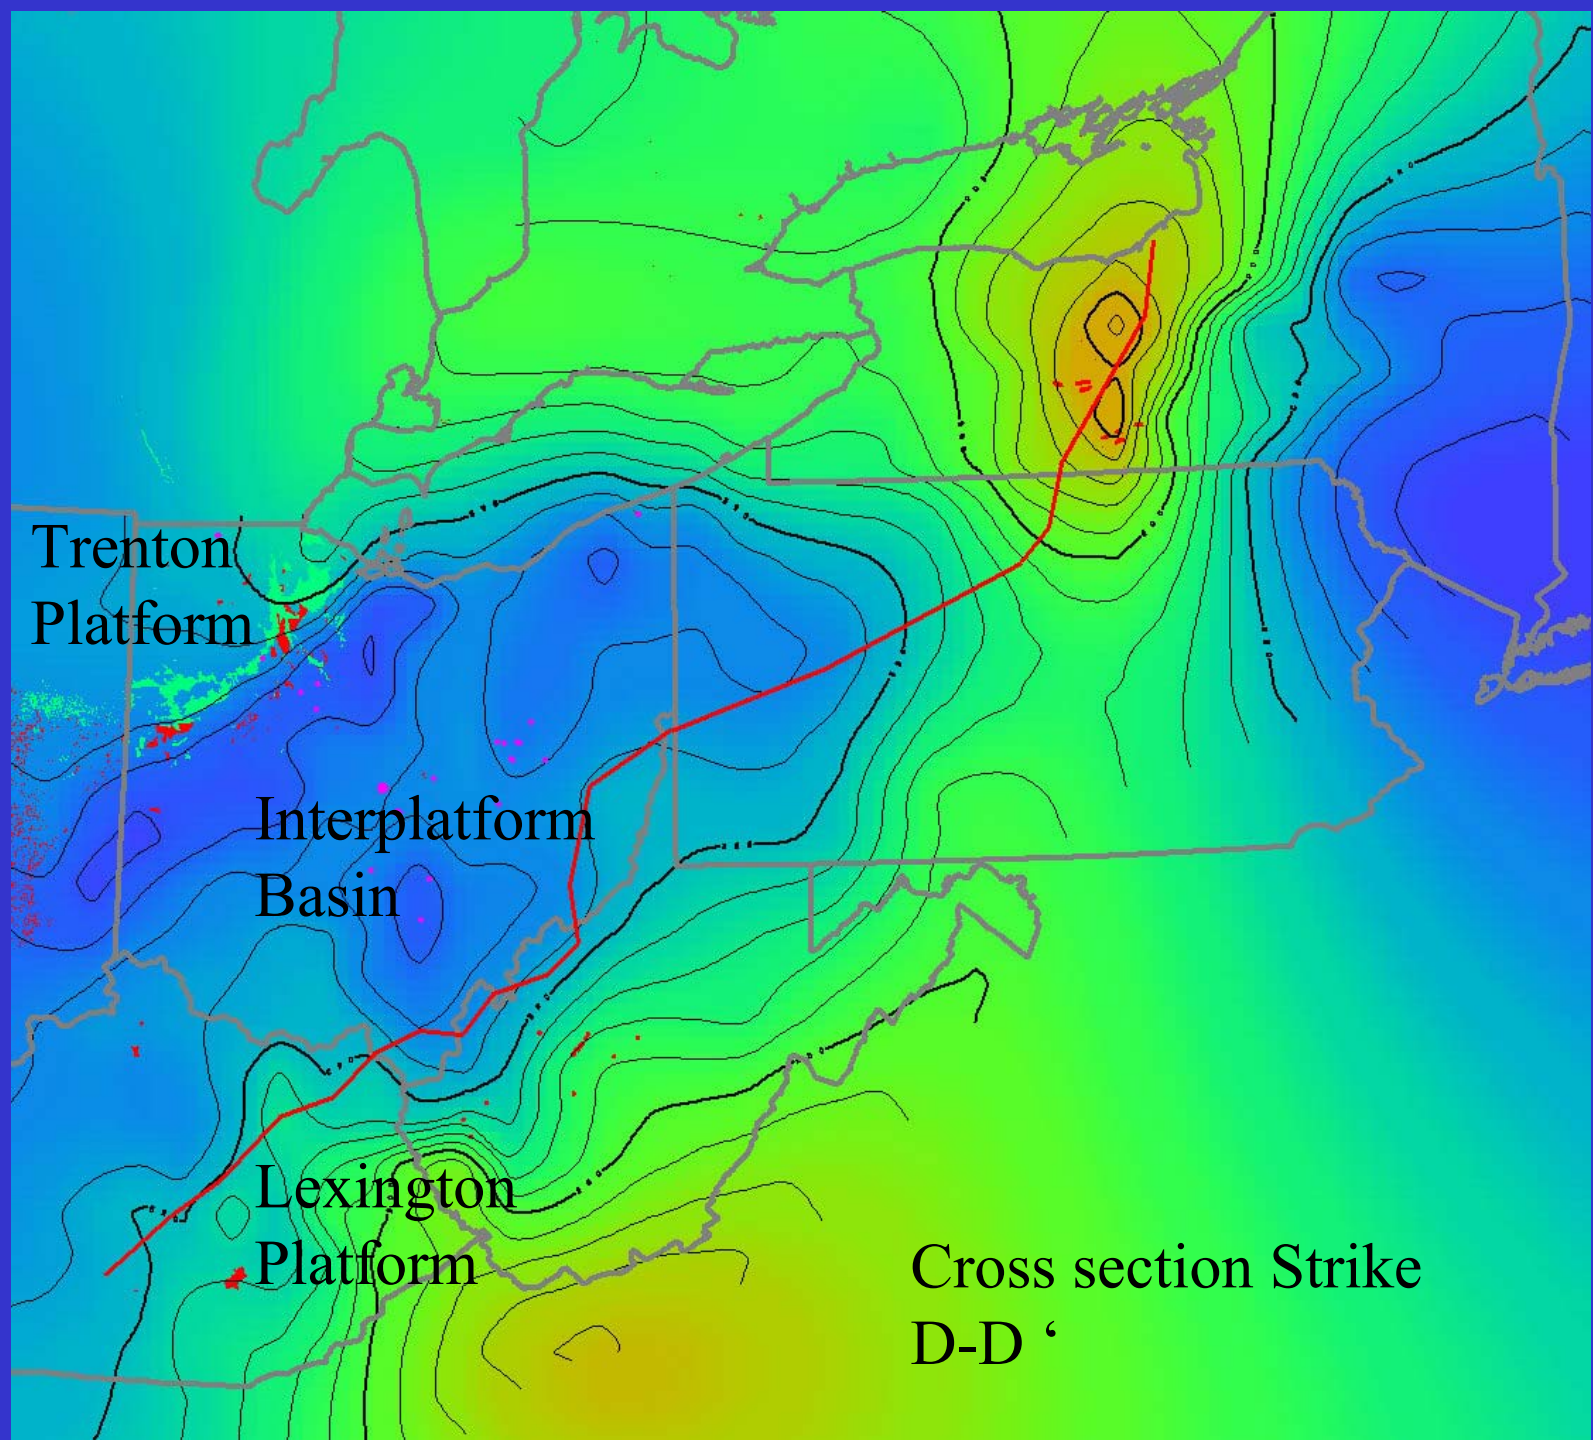 Trenton
Platform
Interplatform
Basin
Lexington
Platform
Cross section Strike
D-D ‘